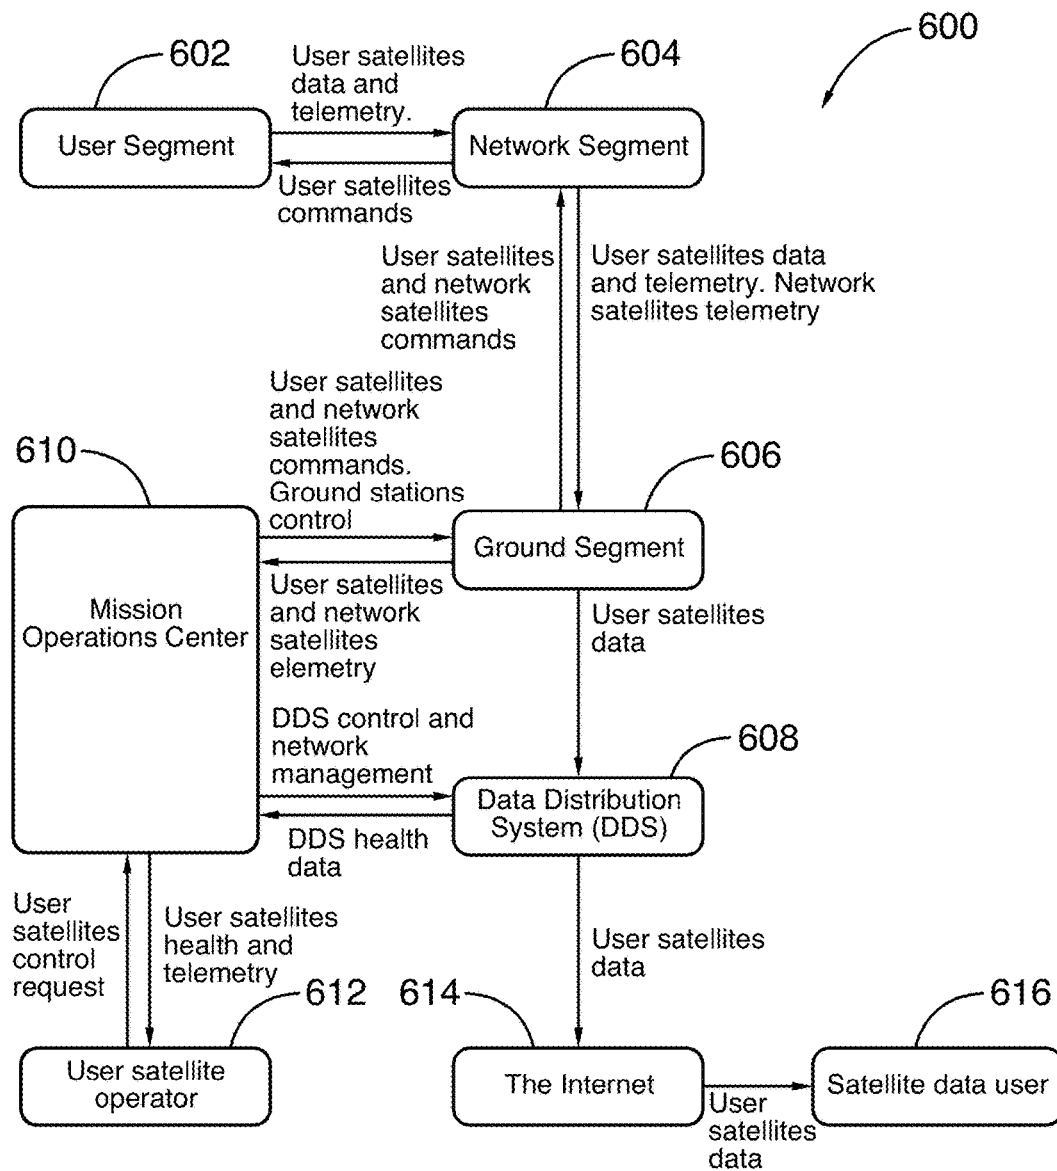 600
602
User satellites
data and
telemetry.
604
User Segment
Network Segment
User satellites
commands
User satellites
and network
satellites
commands
User satellites data
and telemetry. Network
satellites telemetry
User satellites
and network
satellites
commands.
Ground stations
control
610
606
Ground Segment
Mission
Operations Center
User satellites
and network
satellites
elemetry
User satellites
data
DDS control and
network
management
608
Data Distribution
System (DDS)
DDS health
data
User
satellites
control
request
User satellites
health and
telemetry
User satellites
data
612
614
616
User satellite
operator
The Internet
Satellite data user
User
satellites
data